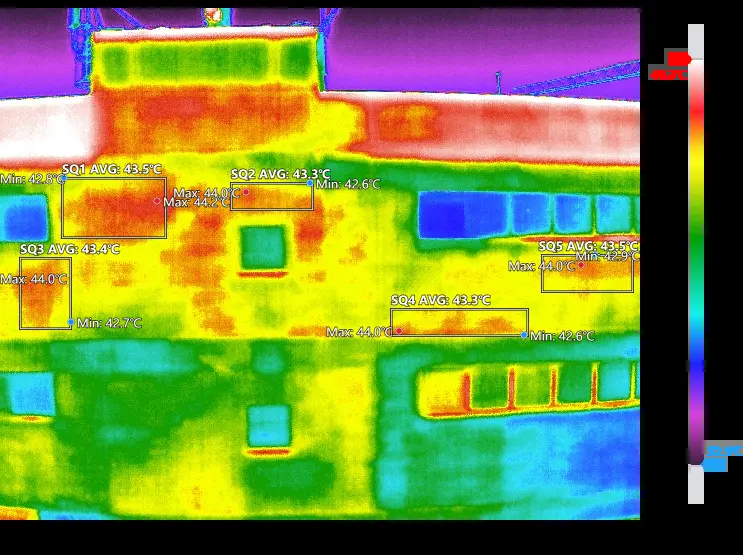 SQ1 AVG: 43.5°C
Min: 42.8°C
Max: 44.2°C
SQ2 AVG: 43.3°C
Max: 44.0°C
Min: 42.6°C
SQ3 AVG: 43.4°C
Max: 44.0°C
Min: 42.7°C
SQ5 AVG: 43.5°C
Min: 42.9°C
Max: 44.0°C
SQ4 AVG: 43.3°C
Max: 44.0°C
Min: 42.6°C